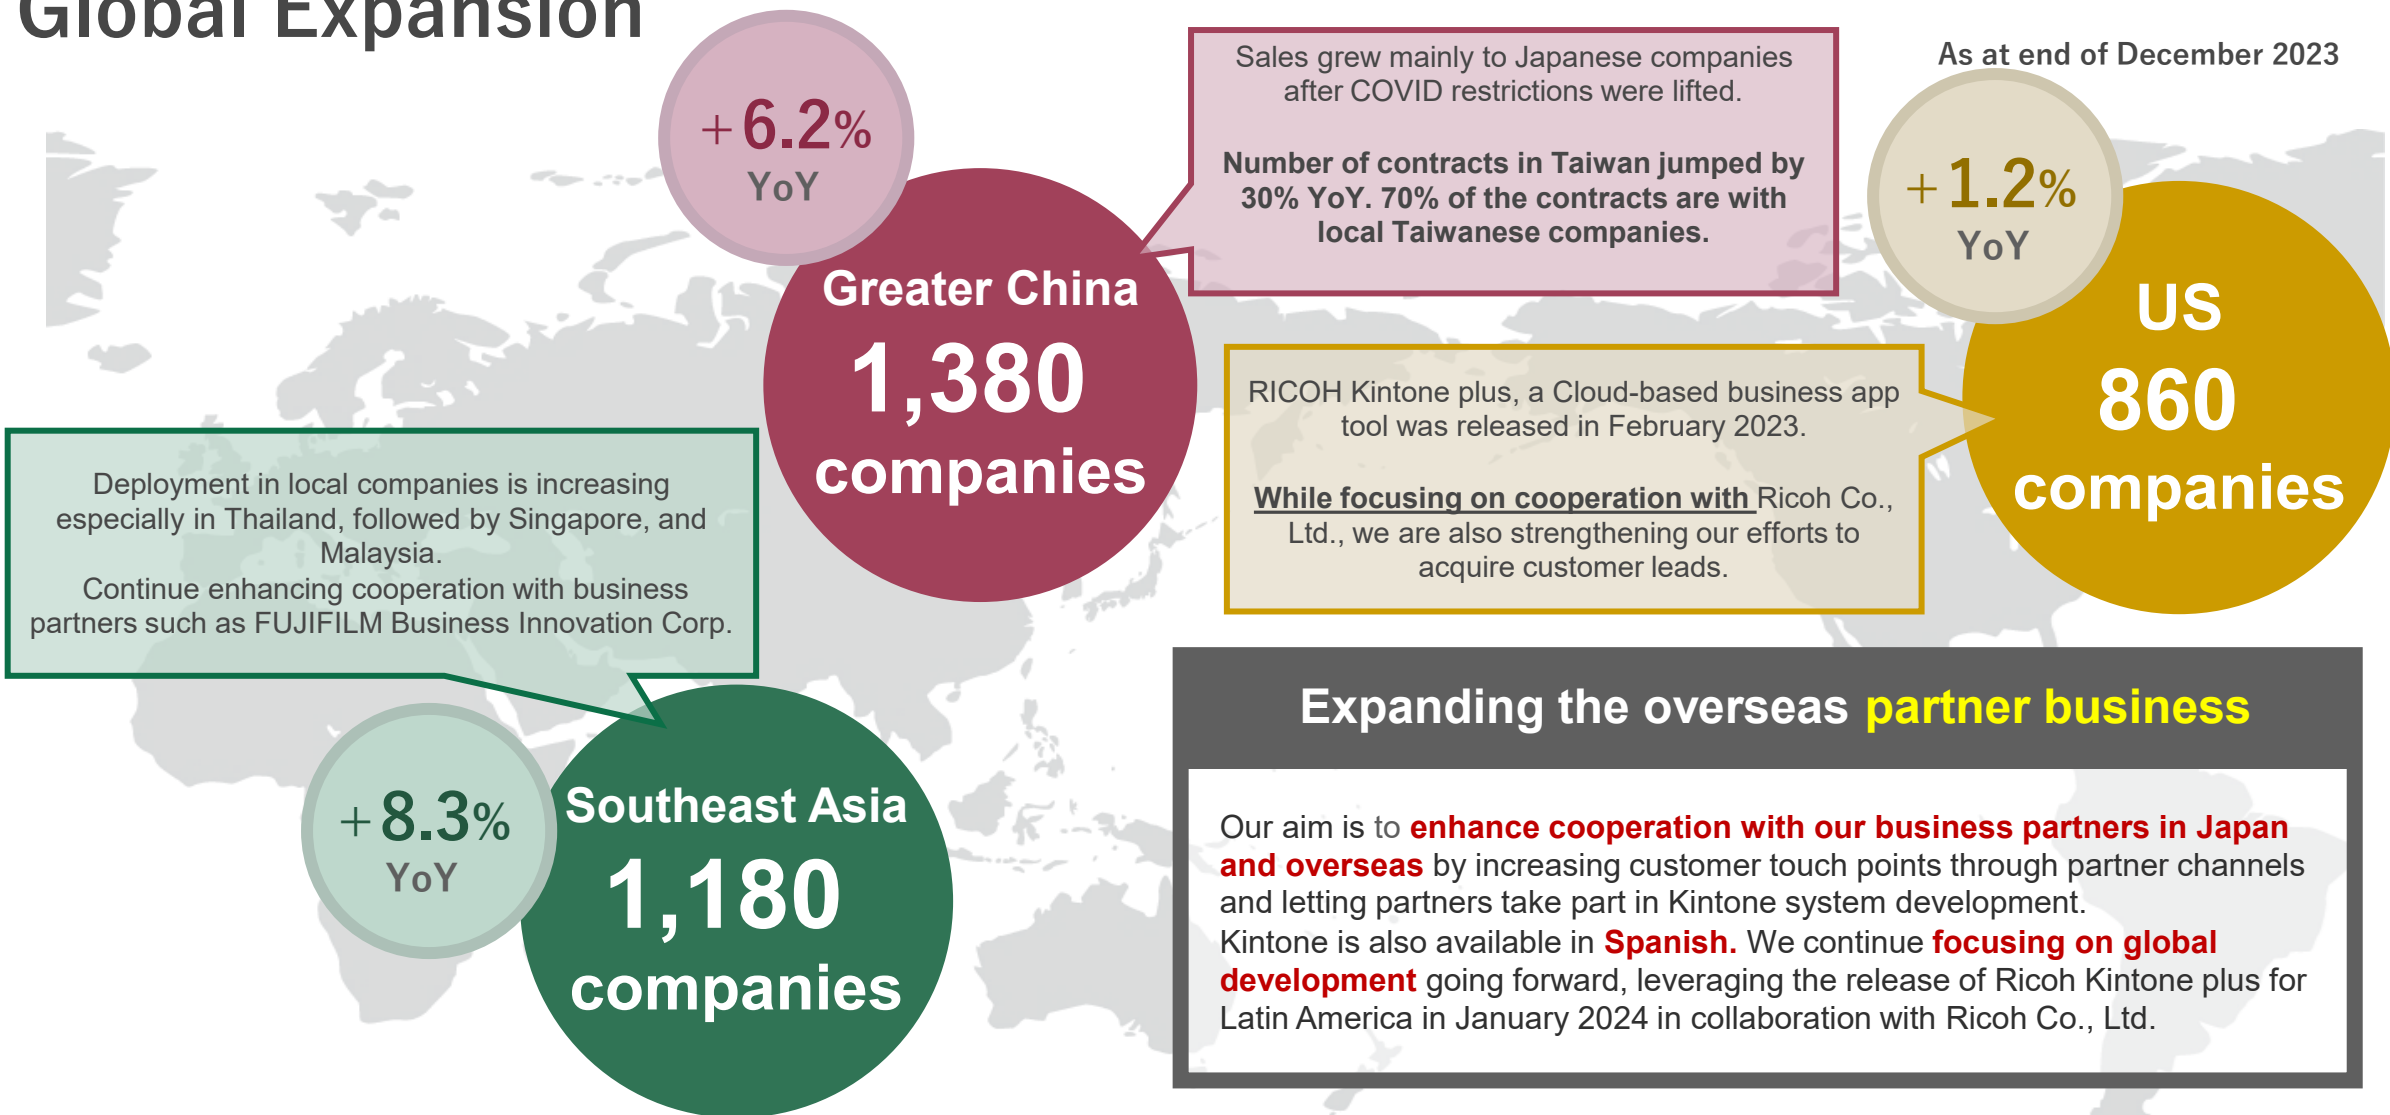 Global Expansion
As at end of December 2023
+6.2%
YoY
Greater China
1,380
companies
Sales grew mainly to Japanese companies
after COVID restrictions were lifted.
Number of contracts in Taiwan jumped by
30% YoY. 70% of the contracts are with
local Taiwanese companies.
+1.2%
YoY
US
860
companies
RICOH Kintone plus, a Cloud-based business app
tool was released in February 2023.
While focusing on cooperation with Ricoh Co.,
Ltd., we are also strengthening our efforts to
acquire customer leads.
Deployment in local companies is increasing
especially in Thailand, followed by Singapore, and
Malaysia.
Continue enhancing cooperation with business
partners such as FUJIFILM Business Innovation Corp.
+8.3%
YoY
Southeast Asia
1,180
companies
Expanding the overseas partner business
Our aim is to enhance cooperation with our business partners in Japan
and overseas by increasing customer touch points through partner channels
and letting partners take part in Kintone system development.
Kintone is also available in Spanish. We continue focusing on global
development going forward, leveraging the release of Ricoh Kintone plus for
Latin America in January 2024 in collaboration with Ricoh Co., Ltd.